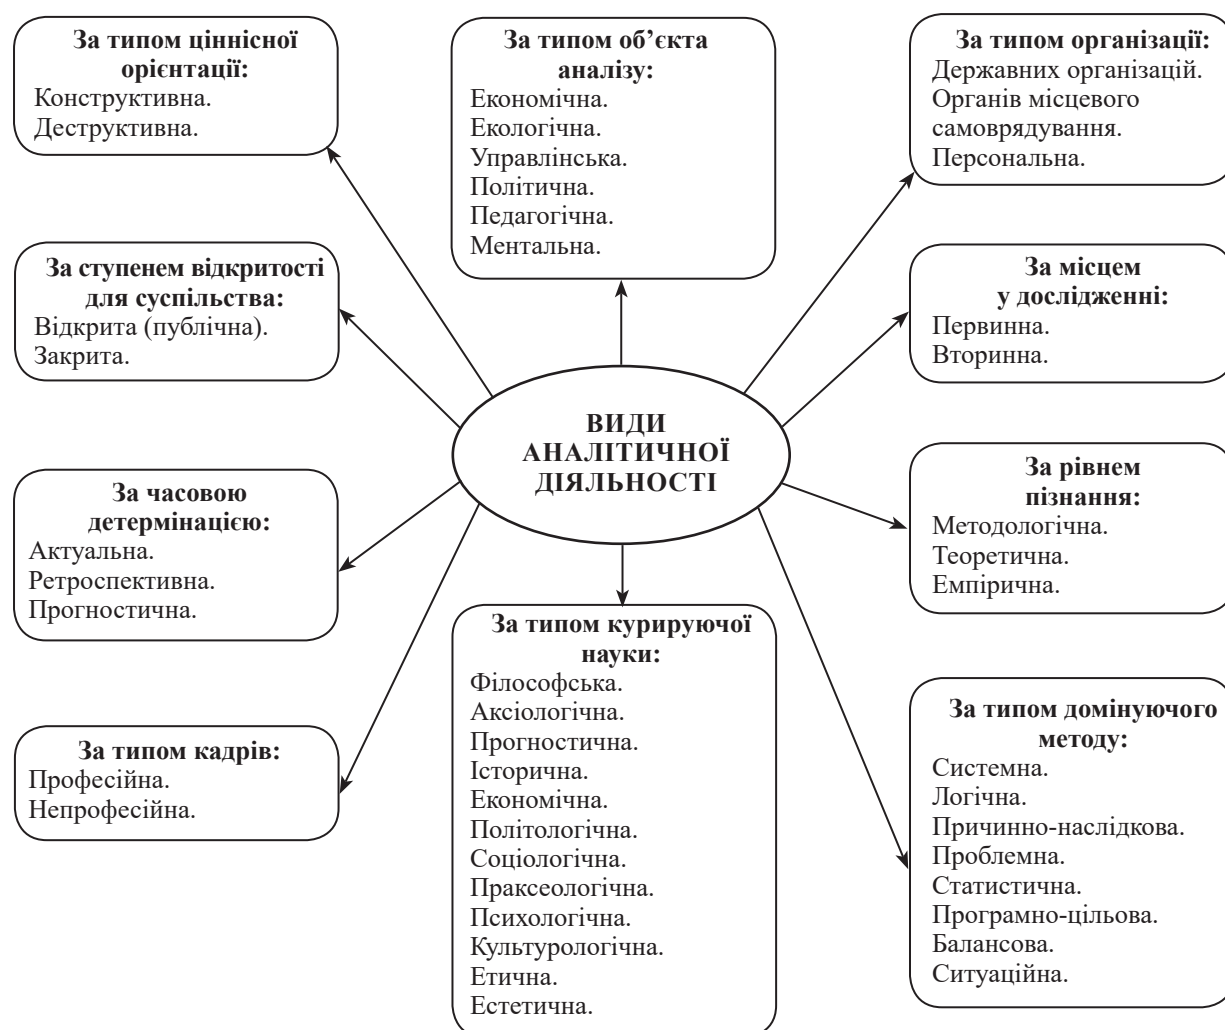 За типом ціннісної
орієнтації:
Конструктивна.
Деструктивна.
За типом об’єкта
аналізу:
Економічна.
Екологічна.
Управлінська.
Політична.
Педагогічна.
Ментальна.
За типом організації:
Державних організацій.
Органів місцевого
самоврядування.
Персональна.
За ступенем відкритості
для суспільства:
Відкрита (публічна).
Закрита.
За місцем
у дослідженні:
Первинна.
Вторинна.
ВИДИ
АНАЛІТИЧНОЇ
ДІЯЛЬНОСТІ
За часовою
детермінацією:
Актуальна.
Ретроспективна.
Прогностична.
За рівнем
пізнання:
Методологічна.
Теоретична.
Емпірична.
За типом кадрів:
Професійна.
Непрофесійна.
За типом курируючої
науки:
Філософська.
Аксіологічна.
Прогностична.
Історична.
Економічна.
Політологічна.
Соціологічна.
Праксеологічна.
Психологічна.
Культурологічна.
Етична.
Естетична.
За типом домінуючого
методу:
Системна.
Логічна.
Причинно-наслідкова.
Проблемна.
Статистична.
Програмно-цільова.
Балансова.
Ситуаційна.